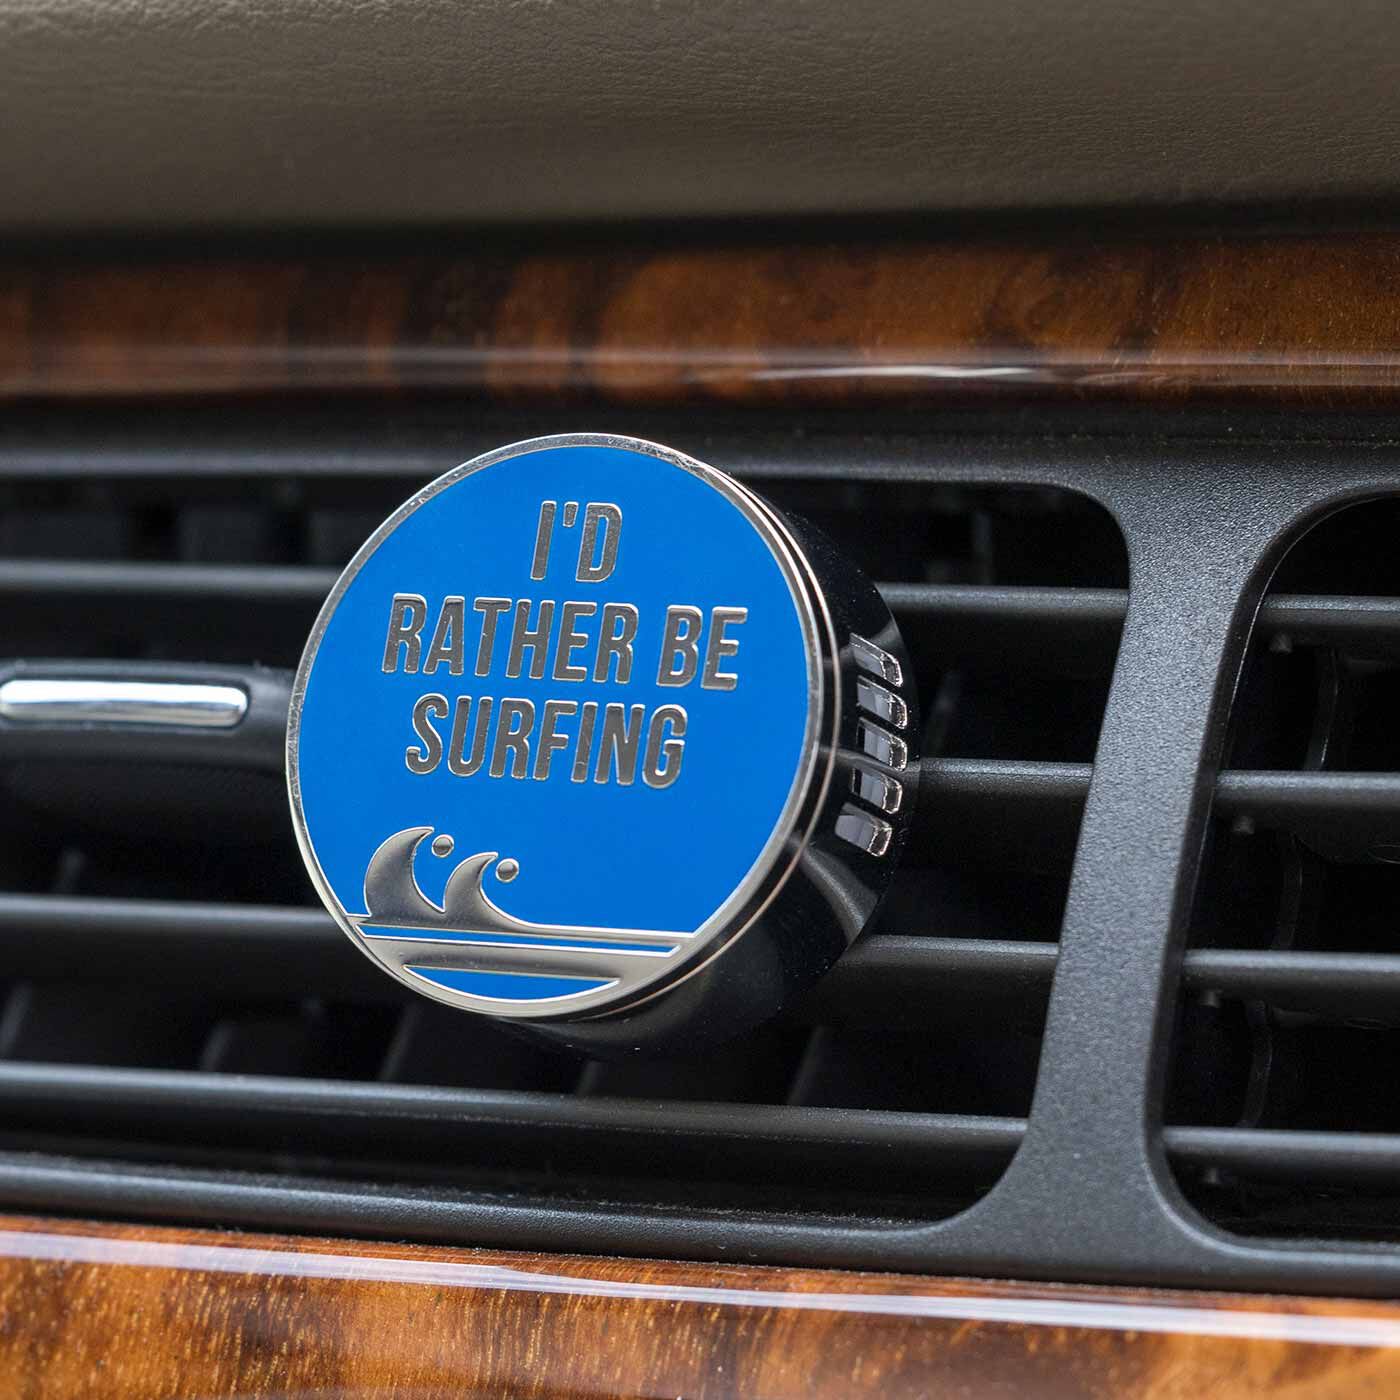 I'D
RATHER BE
SURFING